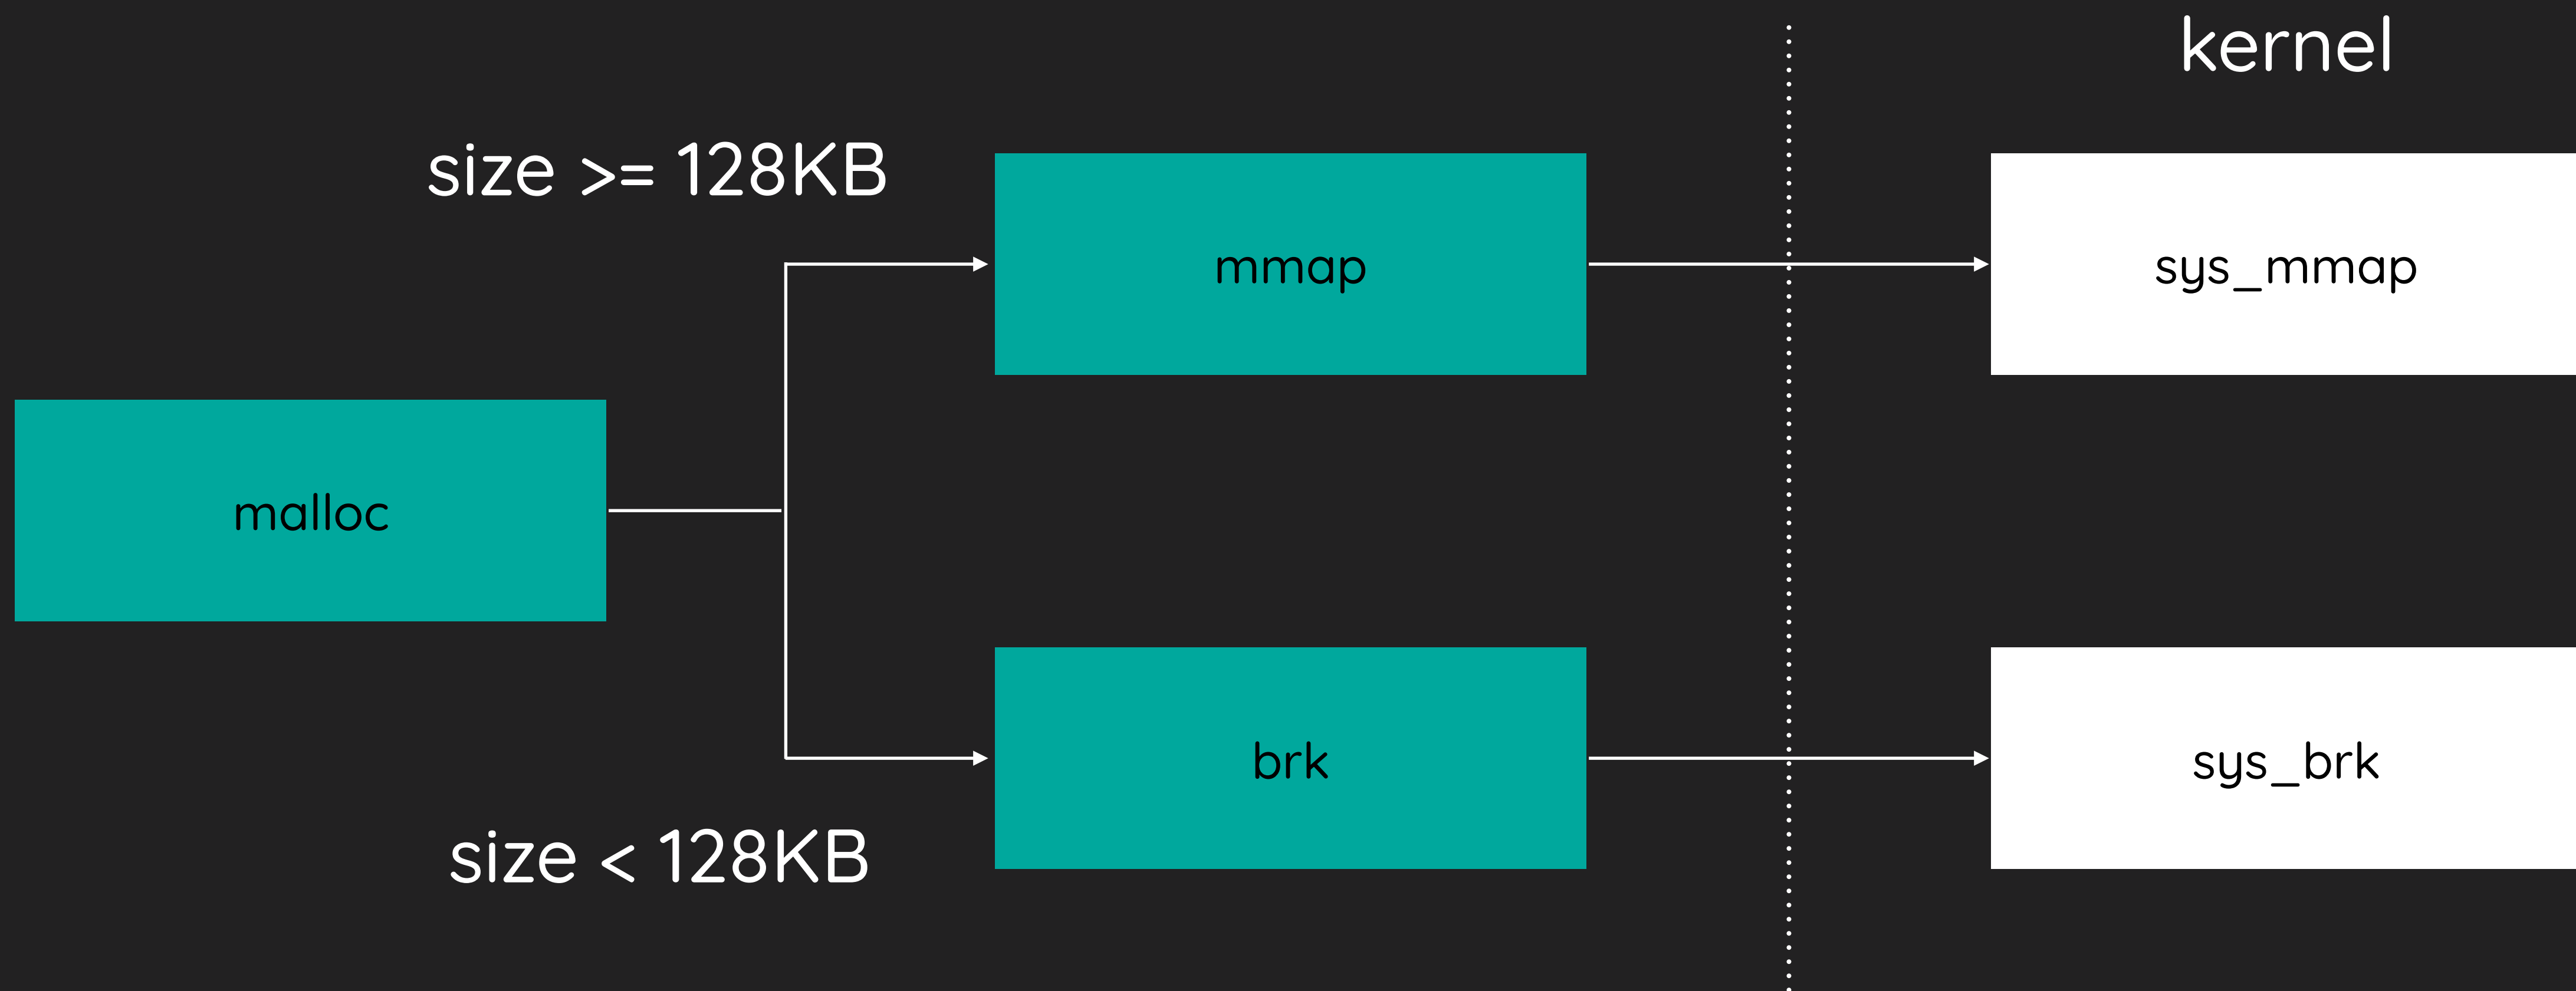 kernel
size >= 128KB
mmap
sys_mmap
malloc
brk
sys_brk
size < 128KB